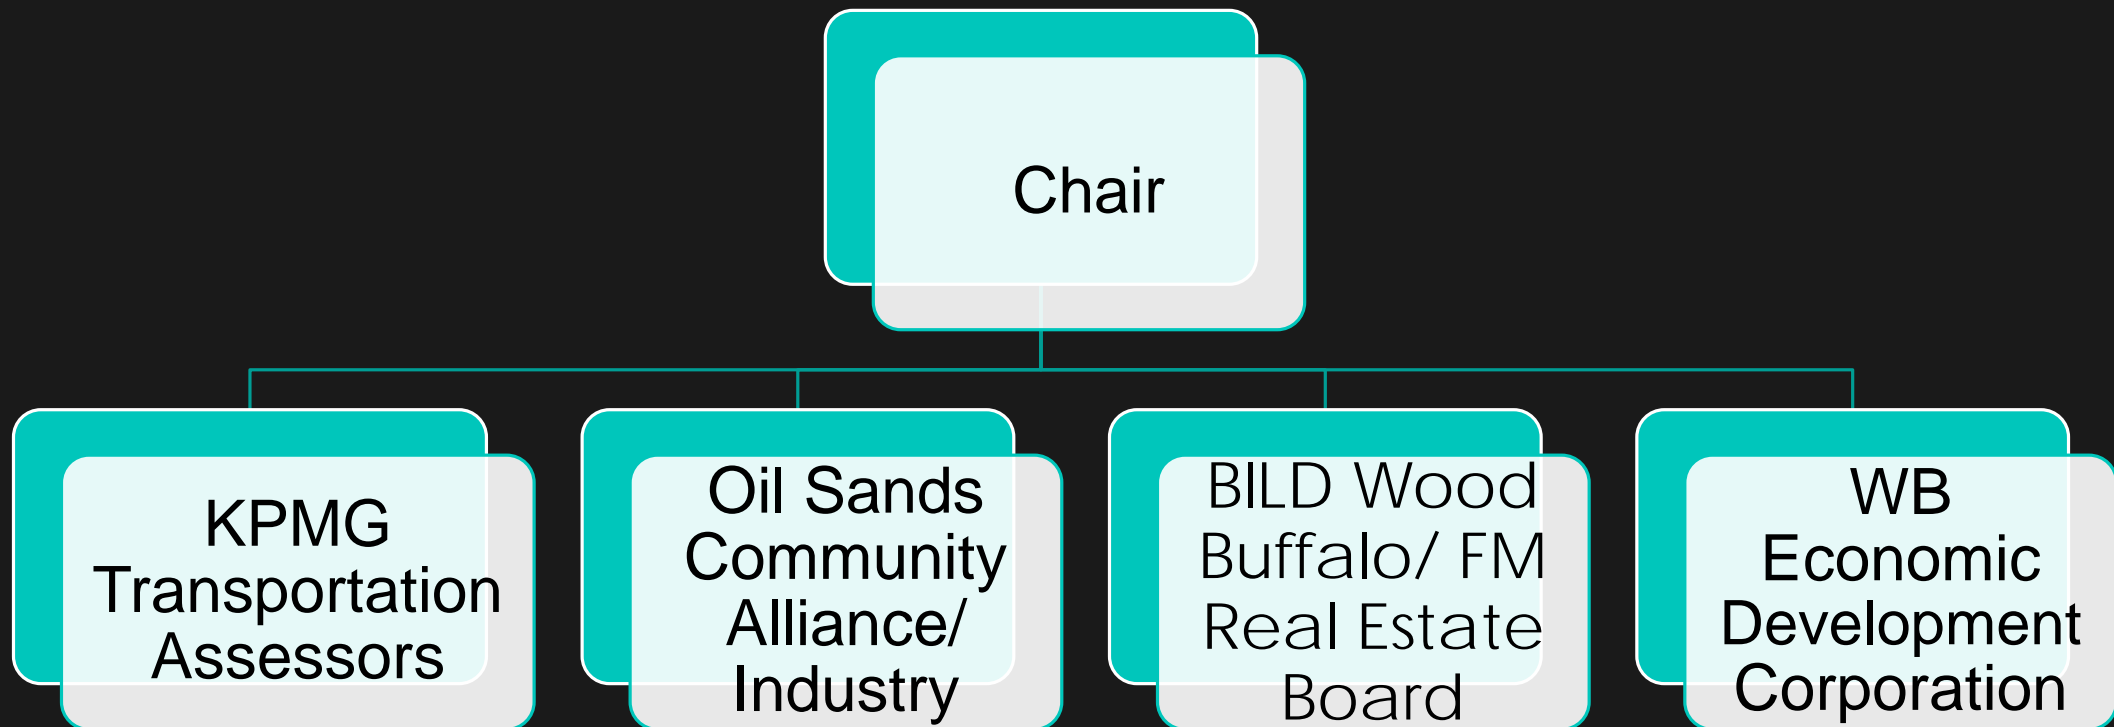 Chair
KPMG
Transportation
Assessors
Oil Sands
Community
Alliance/
Industry
BILD Wood
Buffalo/ FM
Real Estate
Board
WB
Economic
Development
Corporation